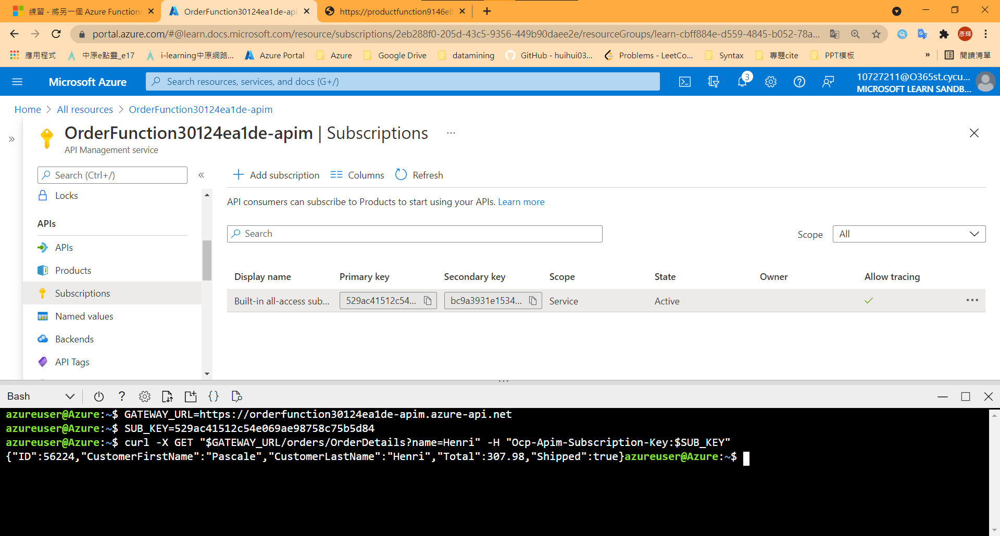 練習 - 將另一個 Azure Functions
OrderFunction30124ea1de-api
https://productfunction9146e8
portal.azure.com/#@learn.docs.microsoft.com/resource/subscriptions/2eb288f0-205d-43c5-9356-449b90daee2e/resourceGroups/learn-cbff884e-d559-4845-b052-78a...
彥輝
應用程式
中原e點靈_e17
i-learning中原網路...
Azure Portal
Azure
Google Drive
datamining
GitHub - huihui03...
Problems - LeetCo...
Syntax
專題cite
PPT模板
»
閱讀清單
Microsoft Azure
Search resources, services, and docs (G+/)
3
10727211@O365st.cycu...
MICROSOFT LEARN SANDB...
Home > All resources > OrderFunction30124ea1de-apim
OrderFunction30124ea1de-apim | Subscriptions ...
API Management service
Search (Ctrl+/)
Locks
APIs
APIs
Products
Subscriptions
Named values
Backends
API Tags
Add subscription
Columns
Refresh
API consumers can subscribe to Products to start using your APIs. Learn more
Search
Scope
All
Display name Primary key Secondary key Scope State Owner Allow tracing
Built-in all-access sub... 529ac41512c54... bc9a3931e1534... Service Active
Bash
azureuser@Azure:~$ GATEWAY_URL=https://orderfunction30124ea1de-apim.azure-api.net
azureuser@Azure:~$ SUB_KEY=529ac41512c54e069ae98758c75b5d84
azureuser@Azure:~$ curl -X GET "$GATEWAY_URL/orders/OrderDetails?name=Henri" -H "Ocp-Apim-Subscription-Key:$SUB_KEY"
{"ID":56224,"CustomerFirstName":"Pascale","CustomerLastName":"Henri","Total":307.98,"Shipped":true}azureuser@Azure:~$